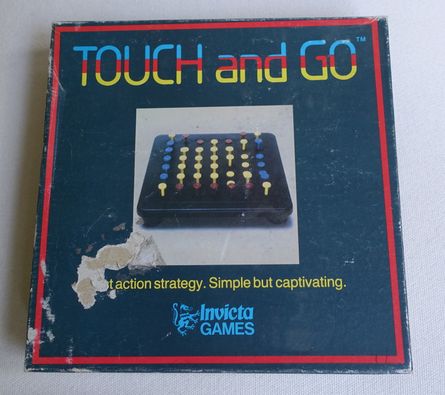 TOUCH and GO™
action strategy. Simple but captivating.
Invicta
GAMES